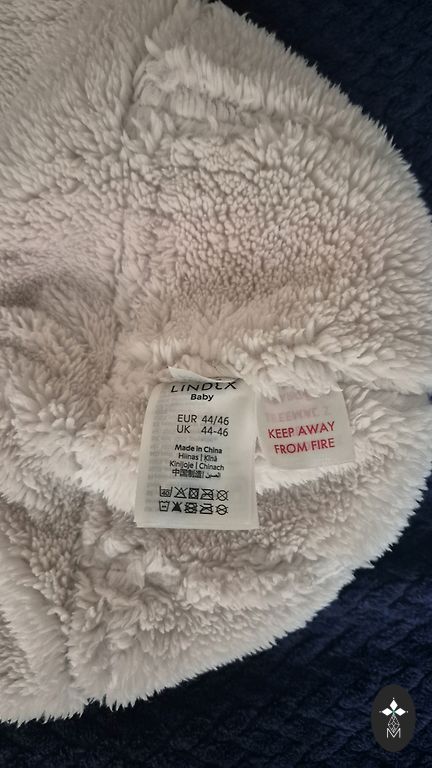 LINDEX
Baby
EUR 44/46
UK 44-46
Made in China
Hiinas | Ķīnā
Kinijoje | Chinach
中国制造 | الصين
KEEP AWAY
FROM FIRE
M